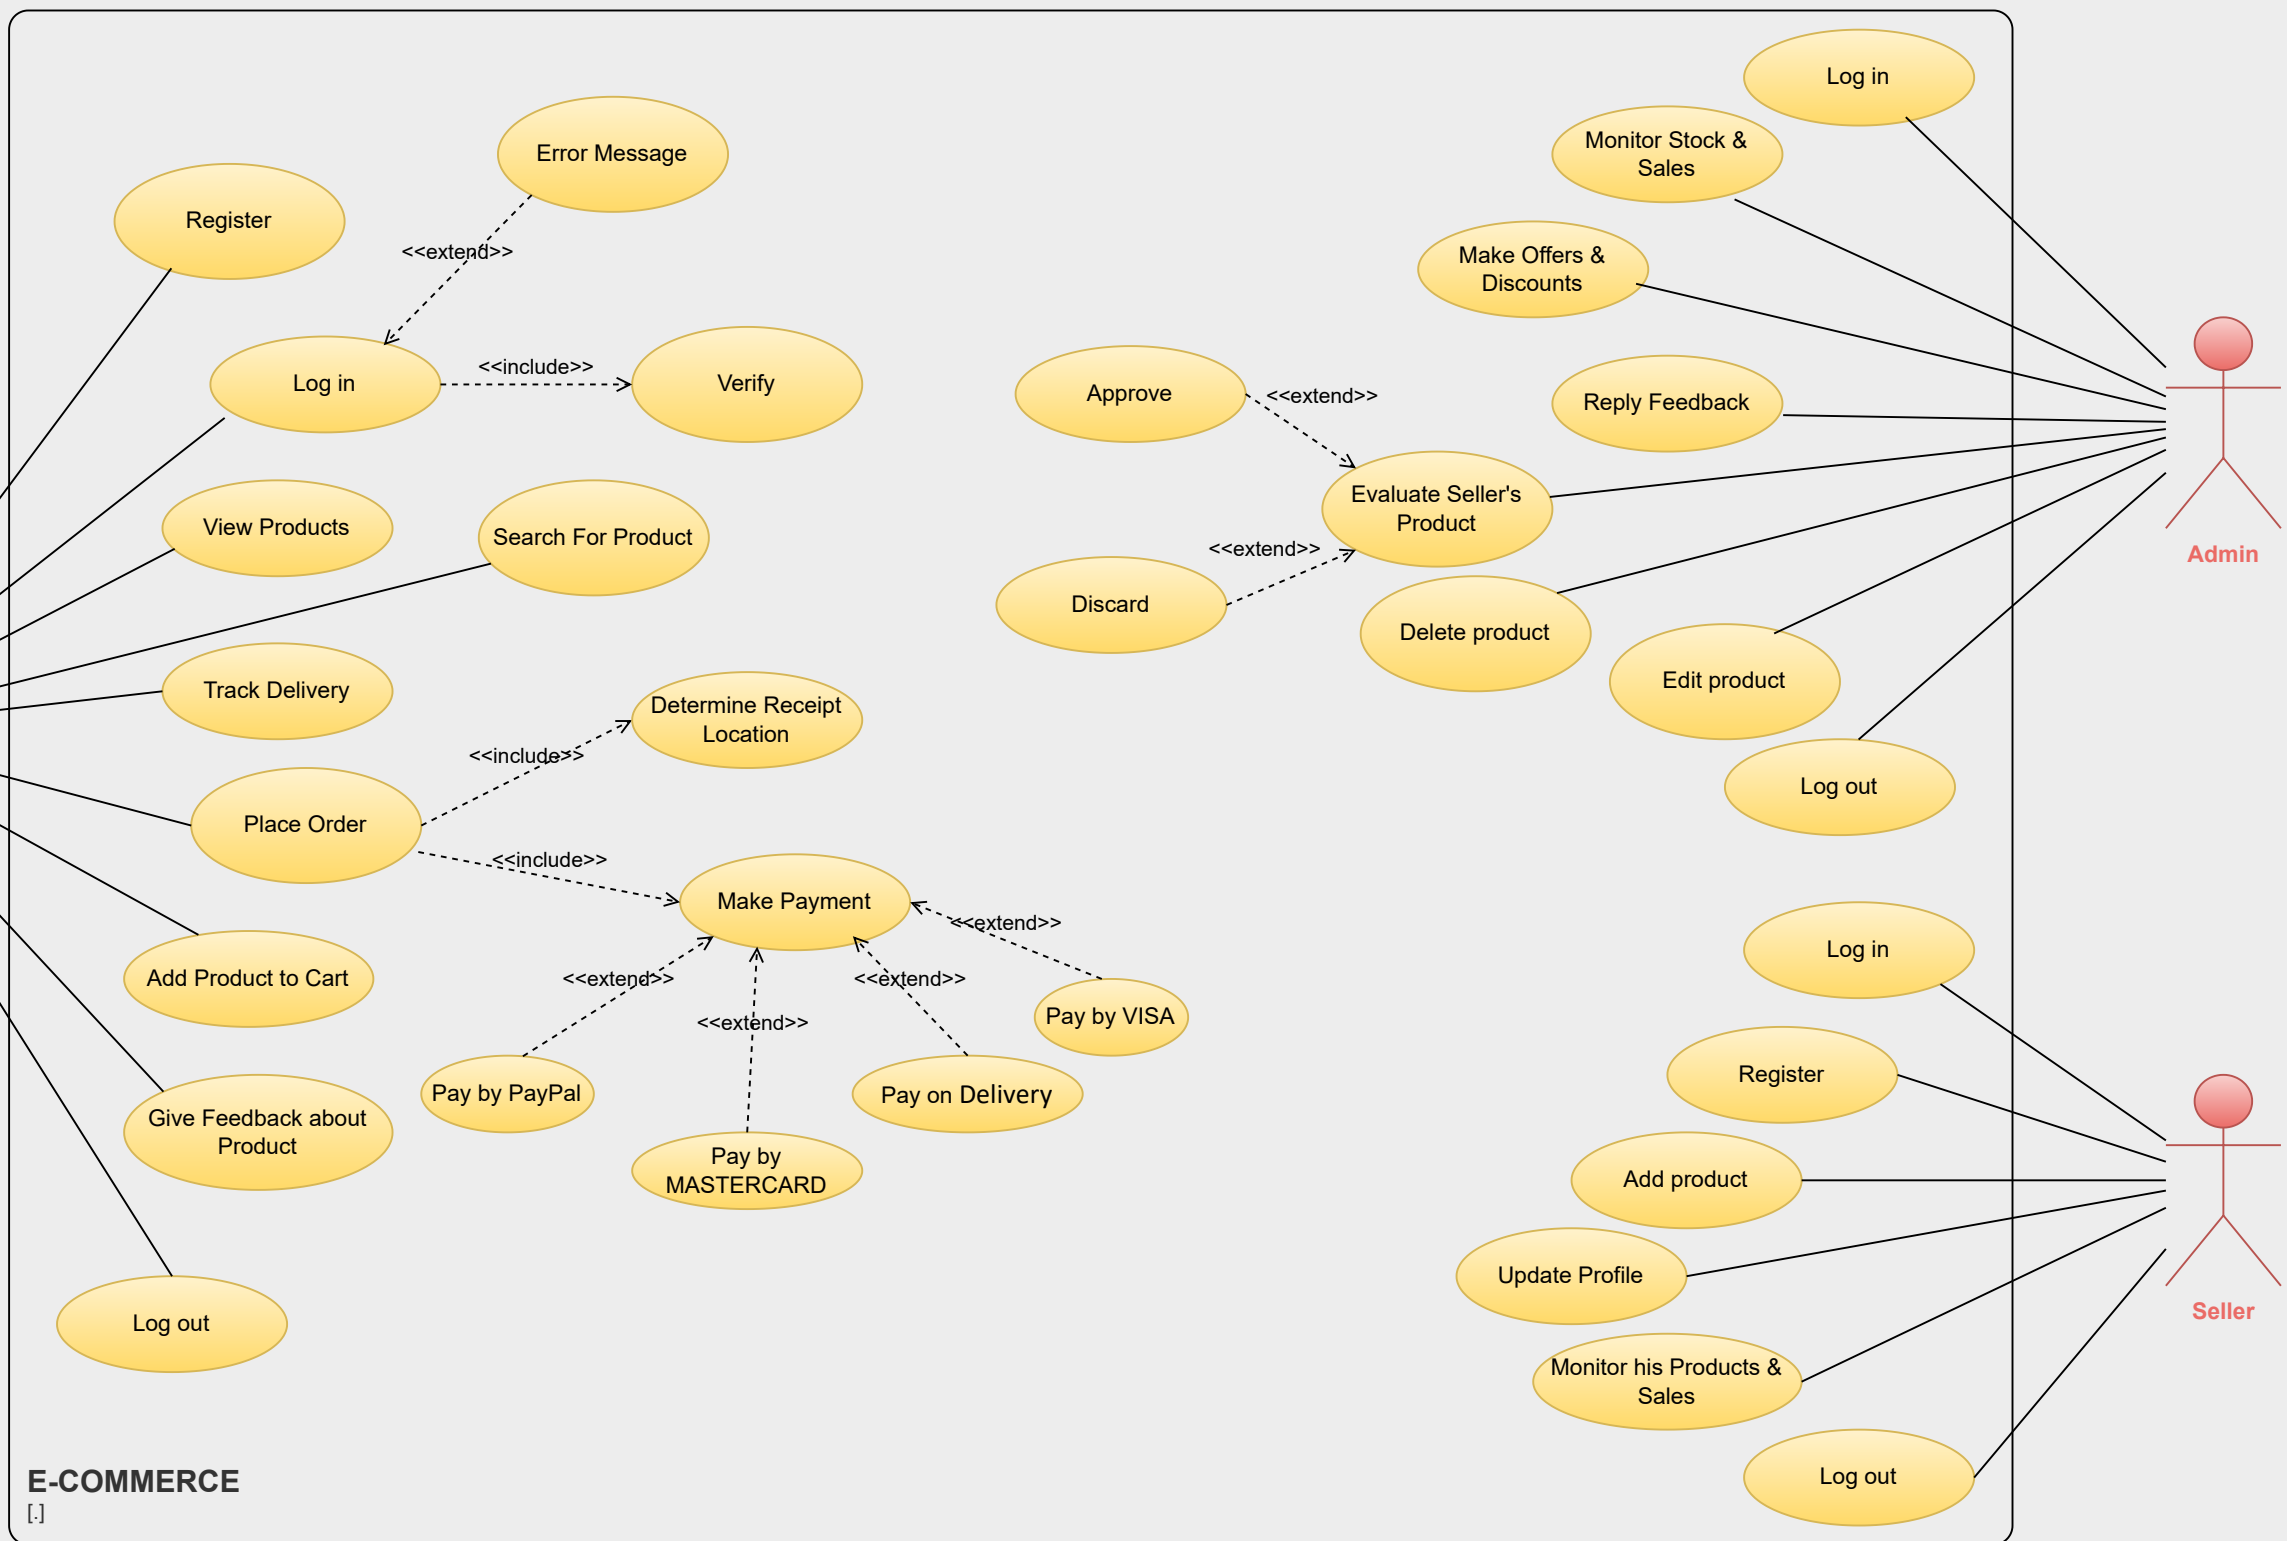 Log in
Monitor Stock &
Sales
Error Message
Register
<<extend>>
Make Offers &
Discounts
Log in
<<include>>
Verify
Approve
<<extend>>
Reply Feedback
Evaluate Seller's
Product
Admin
View Products
Search For Product
<<extend>>
Discard
Delete product
Edit product
Track Delivery
Determine Receipt
Location
<<include>>
Log out
Place Order
<<include>>
Make Payment
<<extend>>
Log in
Add Product to Cart
<<extend>>
<<extend>>
<<extend>>
Pay by VISA
Register
Pay by PayPal
Pay on Delivery
Give Feedback about
Product
Pay by
MASTERCARD
Add product
Update Profile
Seller
Log out
Monitor his Products &
Sales
Log out
E-COMMERCE
[.]